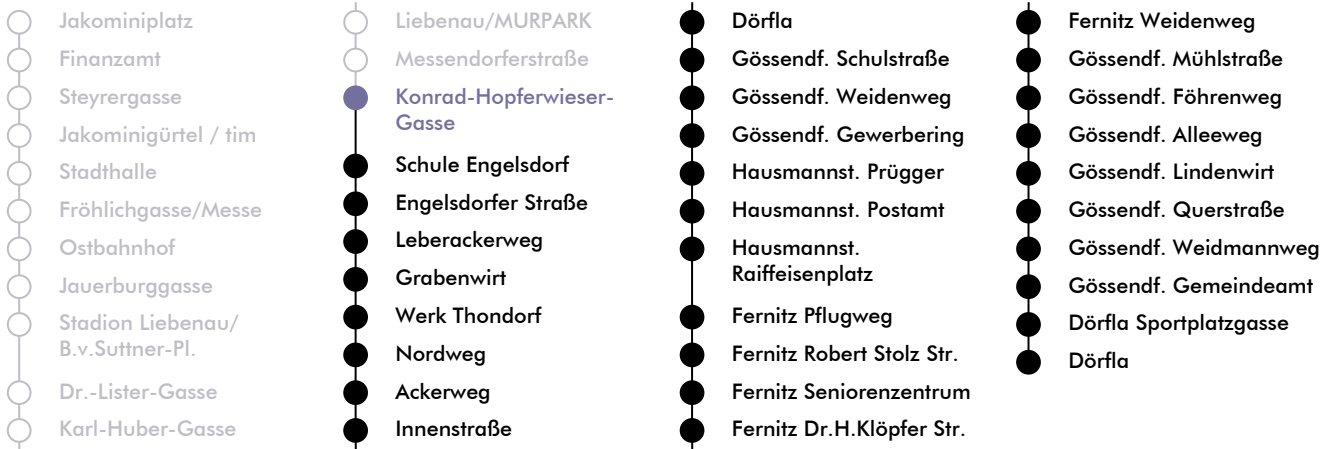 Jakominiplatz
Finanzamt
Steyrergasse
Jakominigürtel / tim
Stadthalle
Fröhlichgasse/Messe
Ostbahnhof
Jauerburggasse
Stadion Liebenau/
B.v.Suttner-Pl.
Dr.-Lister-Gasse
Karl-Huber-Gasse
Liebenau/MURPARK
Messendorferstraße
Konrad-Hopferwieser-
Gasse
Schule Engelsdorf
Engelsdorfer Straße
Leberackerweg
Grabenwirt
Werk Thondorf
Nordweg
Ackerweg
Innenstraße
Dörfla
Gössendf. Schulstraße
Gössendf. Weidenweg
Gössendf. Gewerbering
Hausmannst. Prügger
Hausmannst. Postamt
Hausmannst.
Raiffeisenplatz
Fernitz Pflugweg
Fernitz Robert Stolz Str.
Fernitz Seniorenzentrum
Fernitz Dr.H.Klöpfer Str.
Fernitz Weidenweg
Gössendf. Mühlstraße
Gössendf. Föhrenweg
Gössendf. Alleeweg
Gössendf. Lindenwirt
Gössendf. Querstraße
Gössendf. Weidmannweg
Gössendf. Gemeindeamt
Dörfla Sportplatzgasse
Dörfla